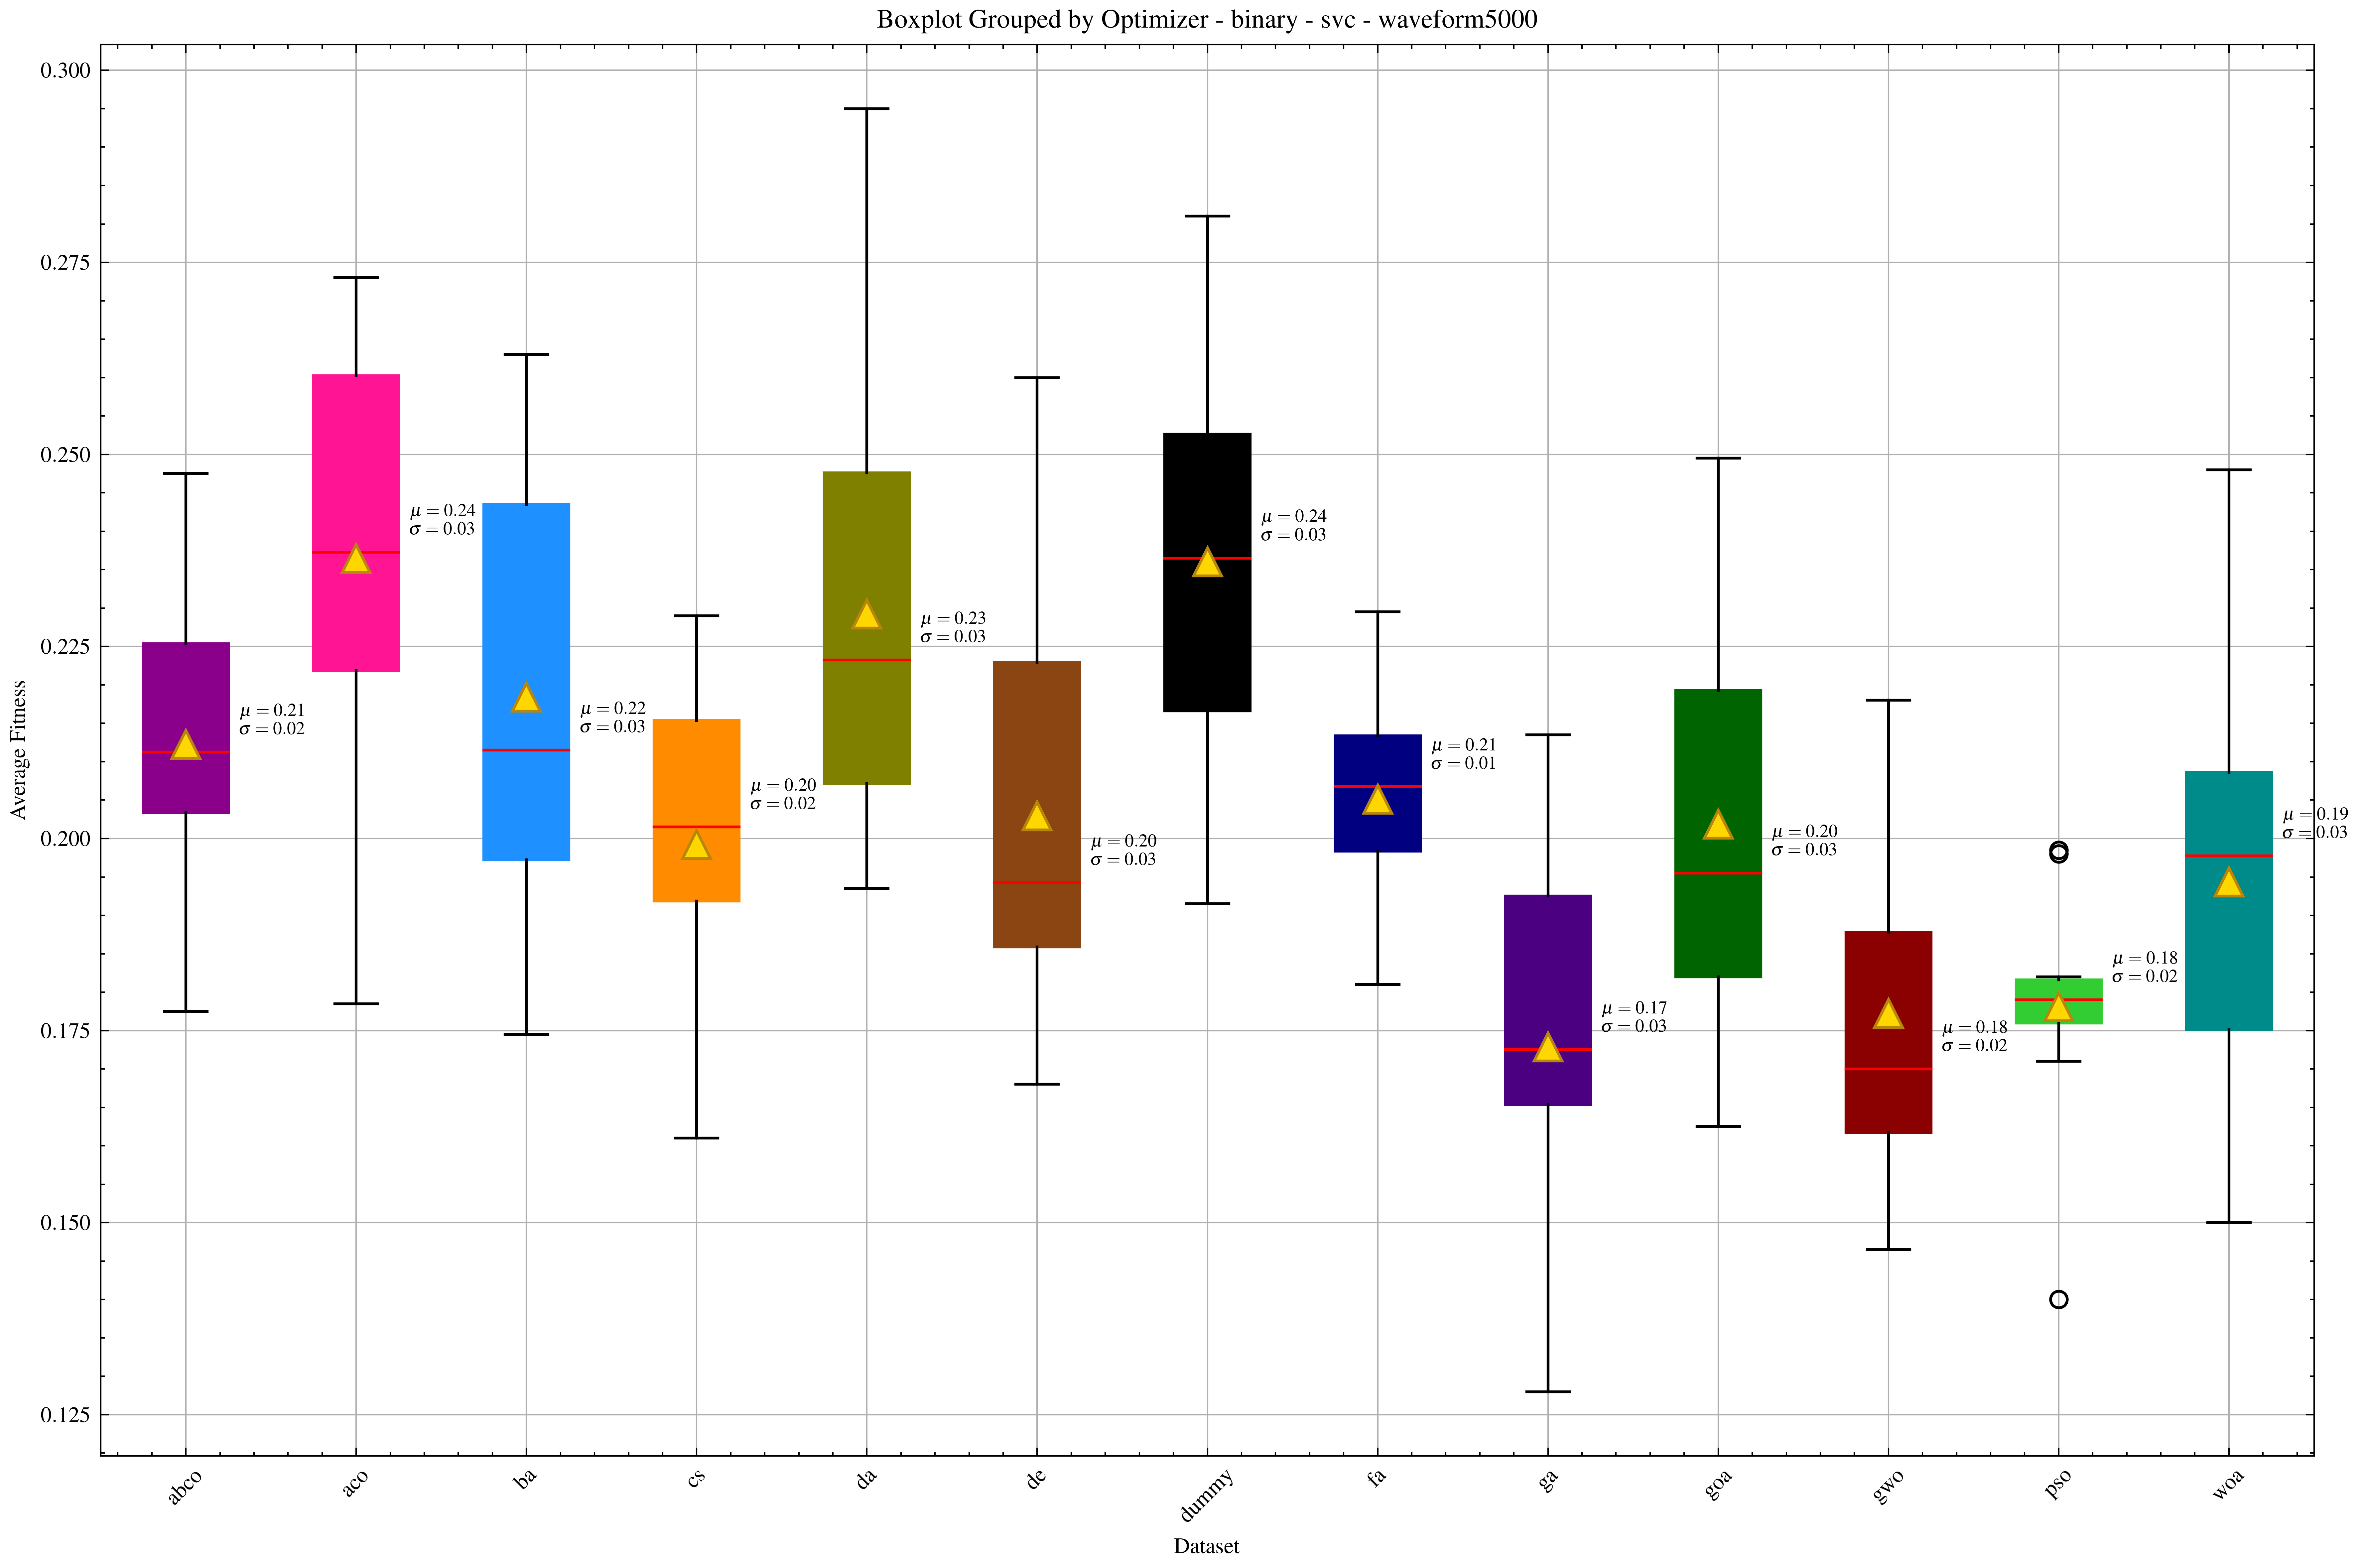 Boxplot Grouped by Optimizer - binary - svc - waveform5000
Average Fitness
0.300
0.275
0.250
0.225
0.200
0.175
0.150
0.125
μ = 0.21
σ = 0.02
μ = 0.24
σ = 0.03
μ = 0.22
σ = 0.03
μ = 0.20
σ = 0.02
μ = 0.23
σ = 0.03
μ = 0.20
σ = 0.03
μ = 0.24
σ = 0.03
μ = 0.21
σ = 0.01
μ = 0.17
σ = 0.03
μ = 0.20
σ = 0.03
μ = 0.18
σ = 0.02
μ = 0.18
σ = 0.02
μ = 0.19
σ = 0.03
abco
aco
ba
cs
da
de
dummy
fa
ga
goa
gwo
pso
woa
Dataset